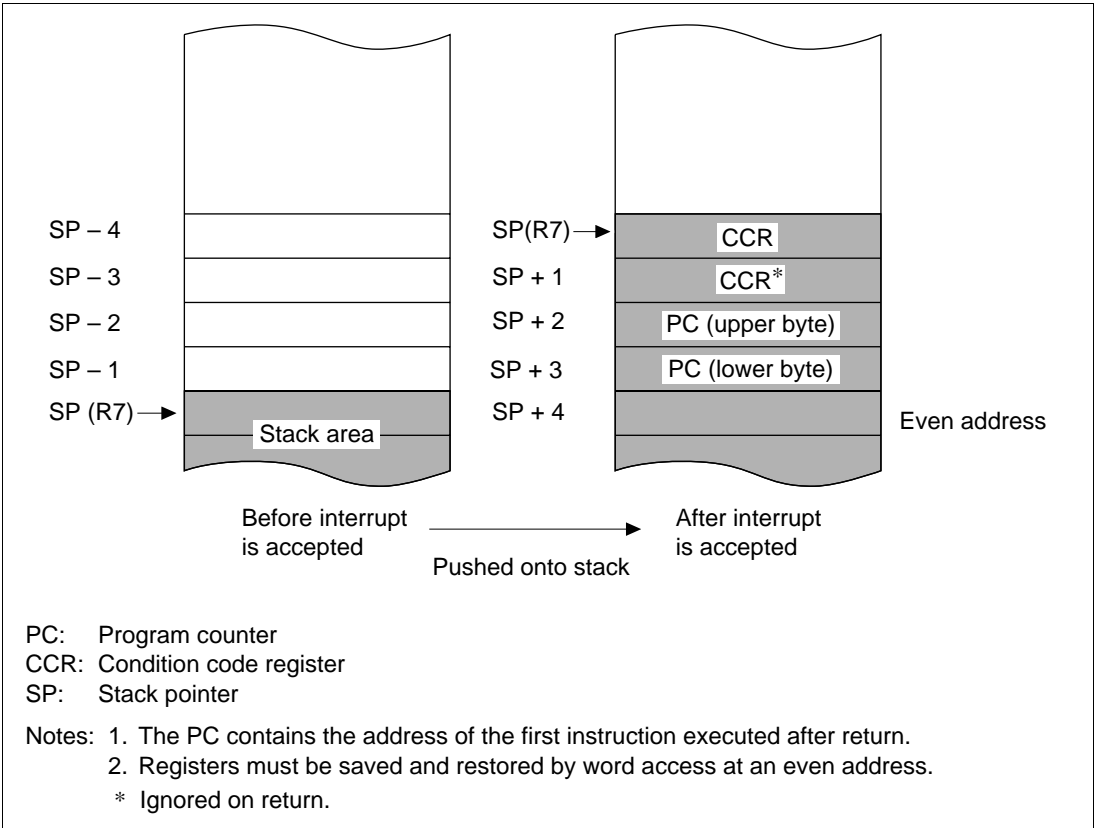 SP – 4
SP – 3
SP – 2
SP – 1
SP (R7)
Stack area
SP(R7)
CCR
SP + 1
CCR*
SP + 2
PC (upper byte)
SP + 3
PC (lower byte)
SP + 4
Even address
Before interrupt
is accepted
Pushed onto stack
After interrupt
is accepted
PC: Program counter
CCR: Condition code register
SP: Stack pointer
Notes: 1. The PC contains the address of the first instruction executed after return.
2. Registers must be saved and restored by word access at an even address.
* Ignored on return.